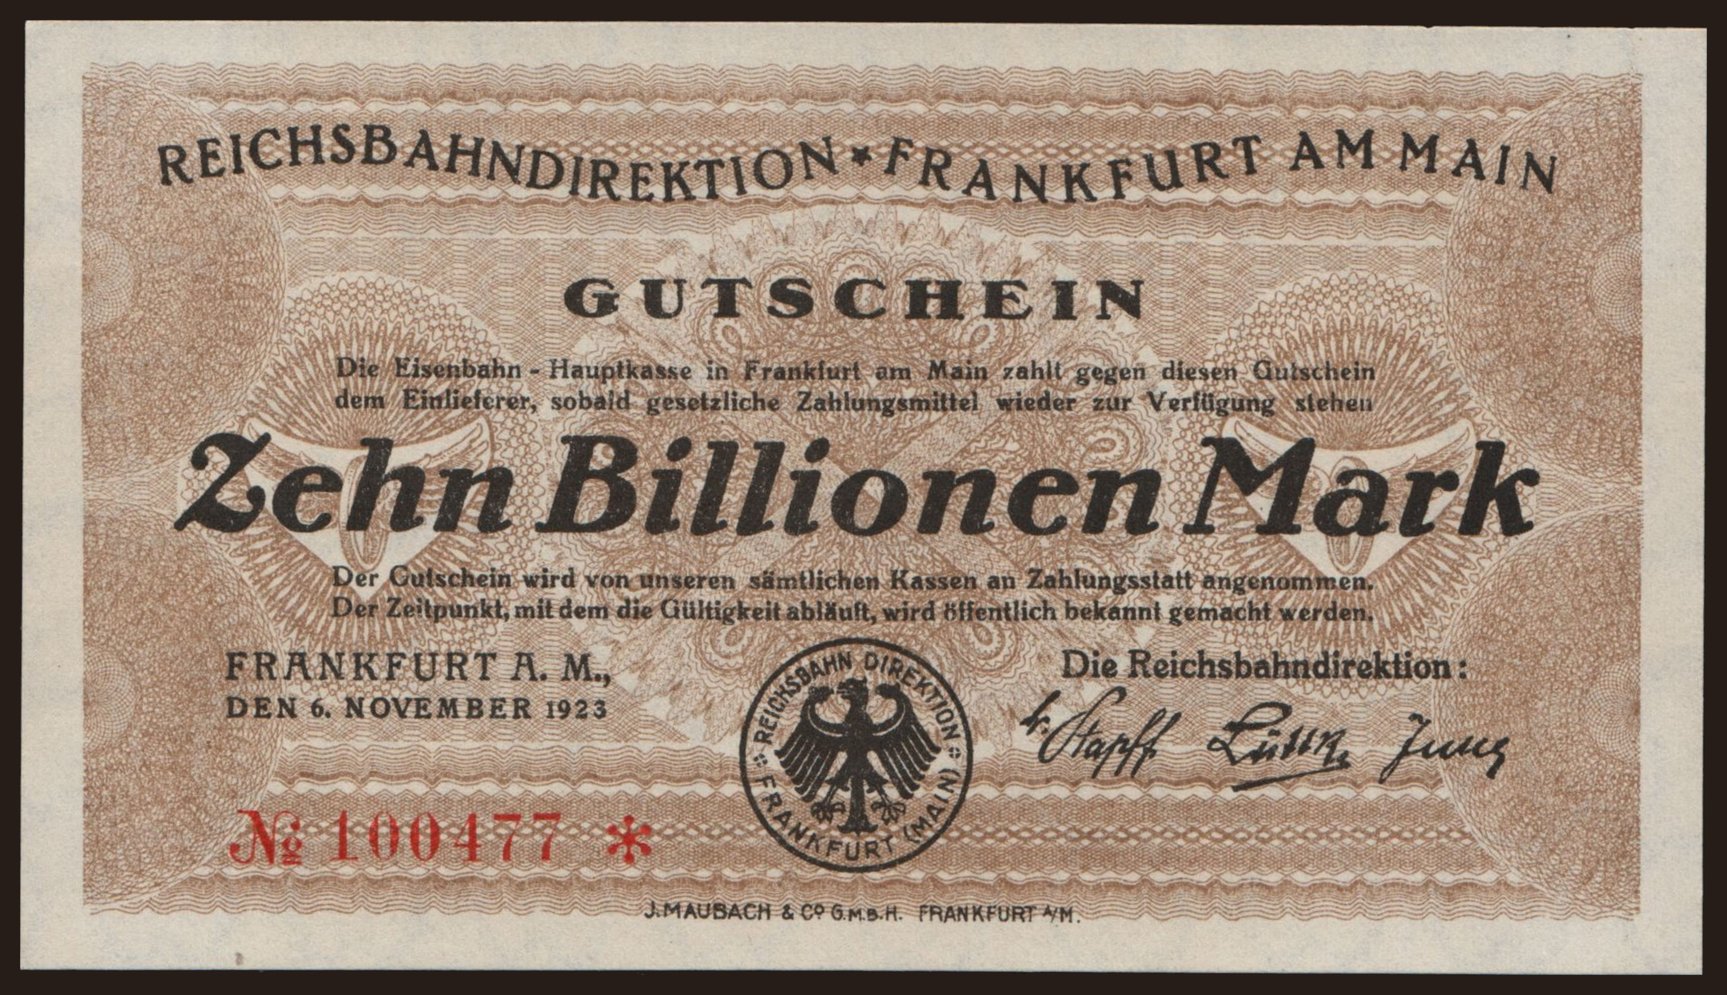 REICHSBAHNDIREKTION * FRANKFURT AM MAIN
GUTSCHEIN
Die Eisenbahn - Hauptkasse in Frankfurt am Main zahlt gegen diesen Gutschein
dem Einlieferer, sobald gesetzliche Zahlungsmittel wieder zur Verfügung stehen
Zehn Billionen Mark
Der Gutschein wird von unseren sämtlichen Kassen an Zahlungsstatt angenommen.
Der Zeitpunkt, mit dem die Gültigkeit abläuft, wird öffentlich bekannt gemacht werden.
FRANKFURT A. M.,
DEN 6. NOVEMBER 1923
Die Reichsbahndirektion:
REICHSBAHN DIREKTION
FRANKFURT (MAIN)
Stapff Jung
№ 100477 *
J. MAUBACH & Cº G.M.B.H. FRANKFURT A/M.